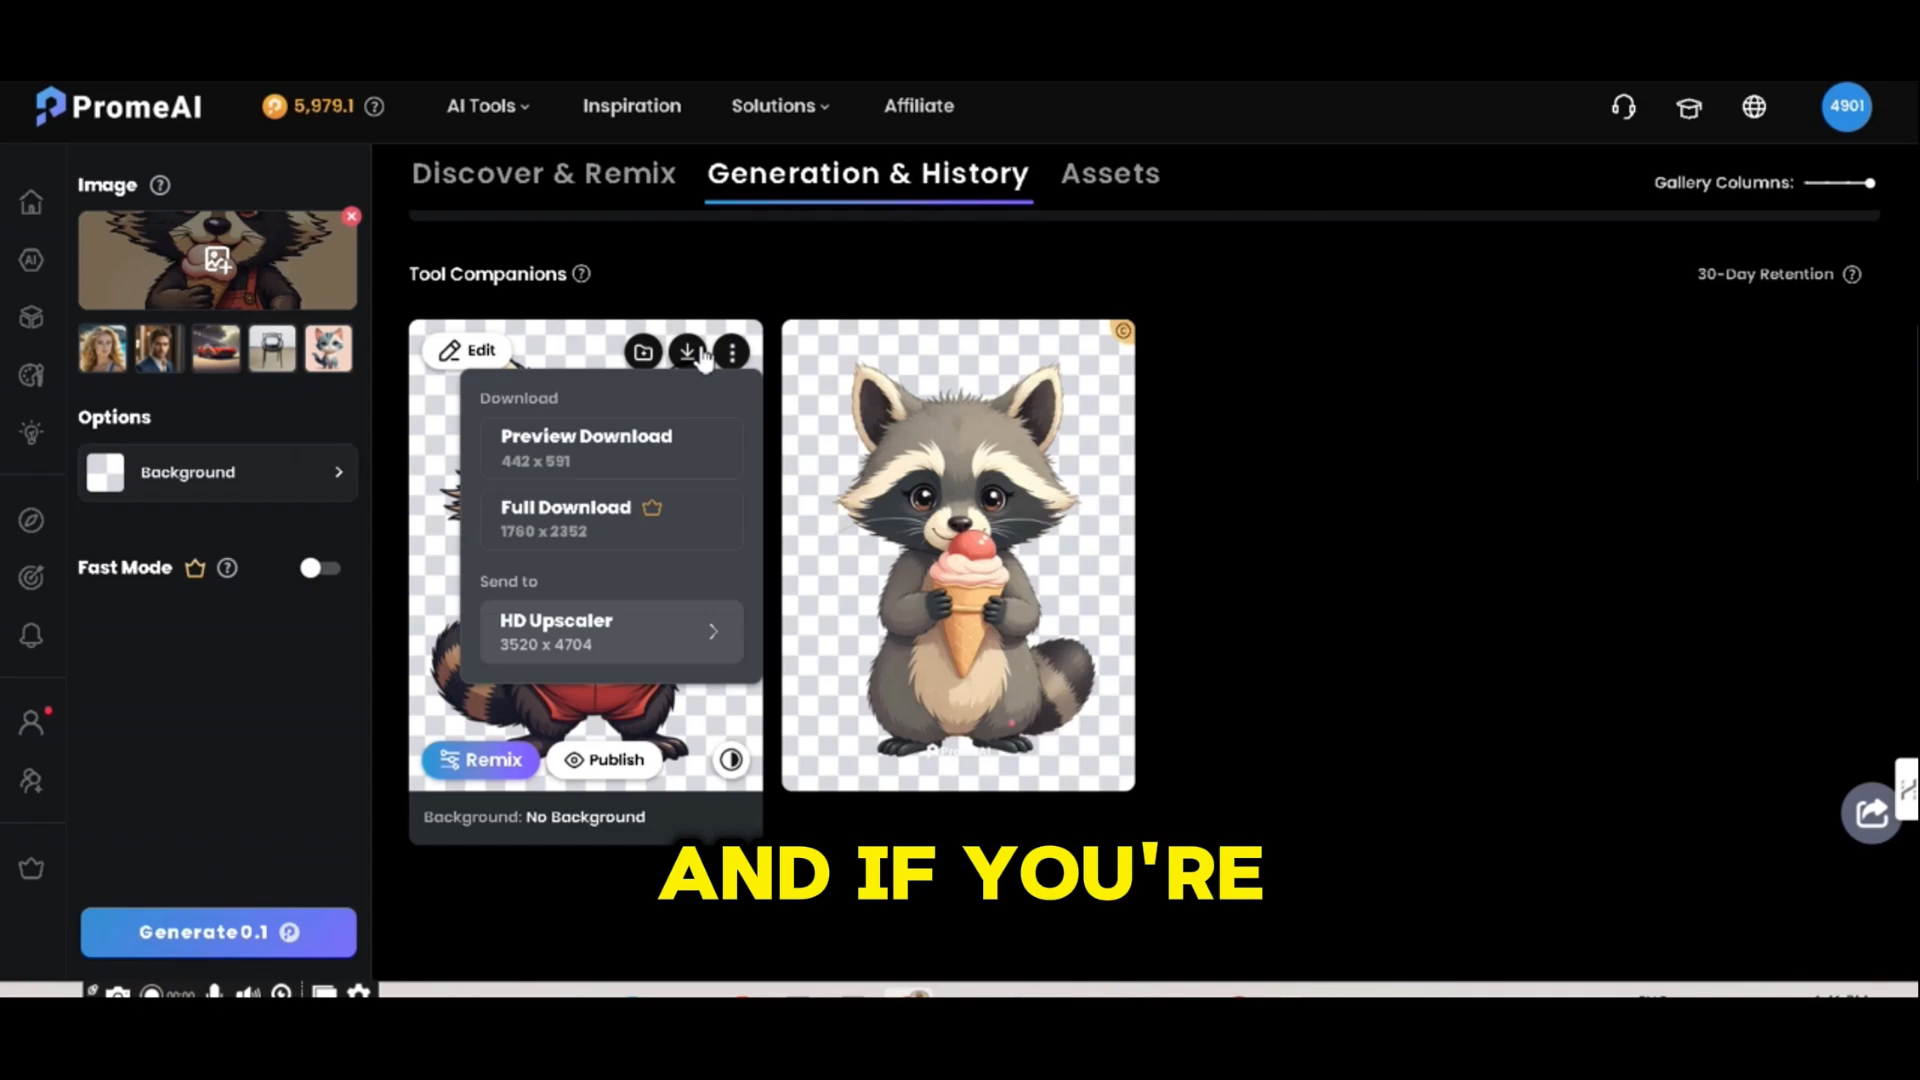 PromeAI
5,979.1
AI Tools
Inspiration
Solutions
Affiliate
4901
Image
Discover & Remix
Generation & History
Assets
Gallery Columns:
Tool Companions
30-Day Retention
Edit
Download
Preview Download
442 x 591
Full Download
1760 x 2352
Send to
HD Upscaler
3520 x 4704
Options
Background
Fast Mode
Remix
Publish
Background: No Background
AND IF YOU'RE
Generate 0.1
00:00